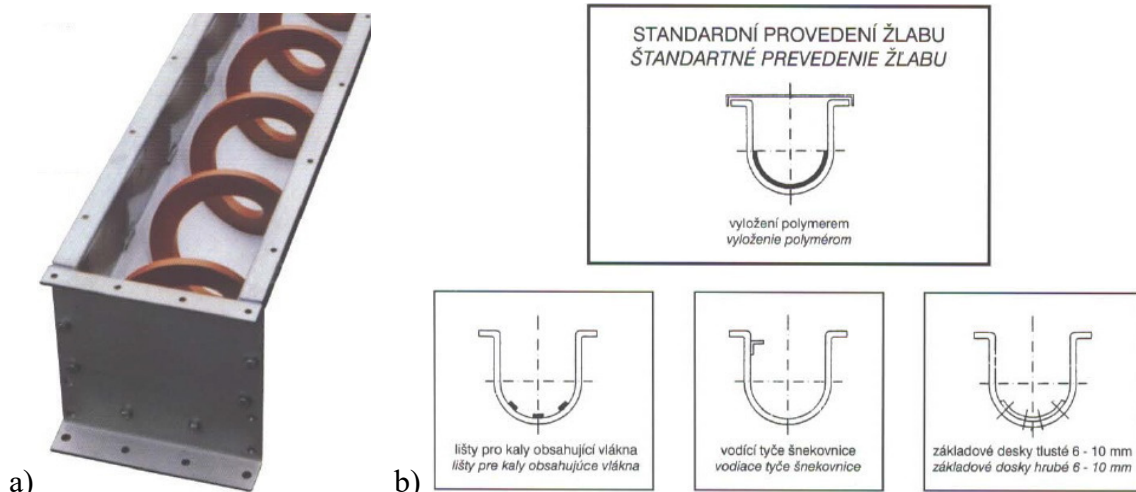 STANDARDNÍ PROVEDENÍ ŽLABU
ŠTANDARTNÉ PREVEDENIE ŽĽABU
vyložení polymerem
vyloženie polymérom
lišty pro kaly obsahující vlákna
lišty pre kaly obsahujúce vlákna
vodící tyče šnekovnice
vodiace tyče šnekovnice
základové desky tlusté 6 - 10 mm
základové dosky hrubé 6 - 10 mm
a)
b)